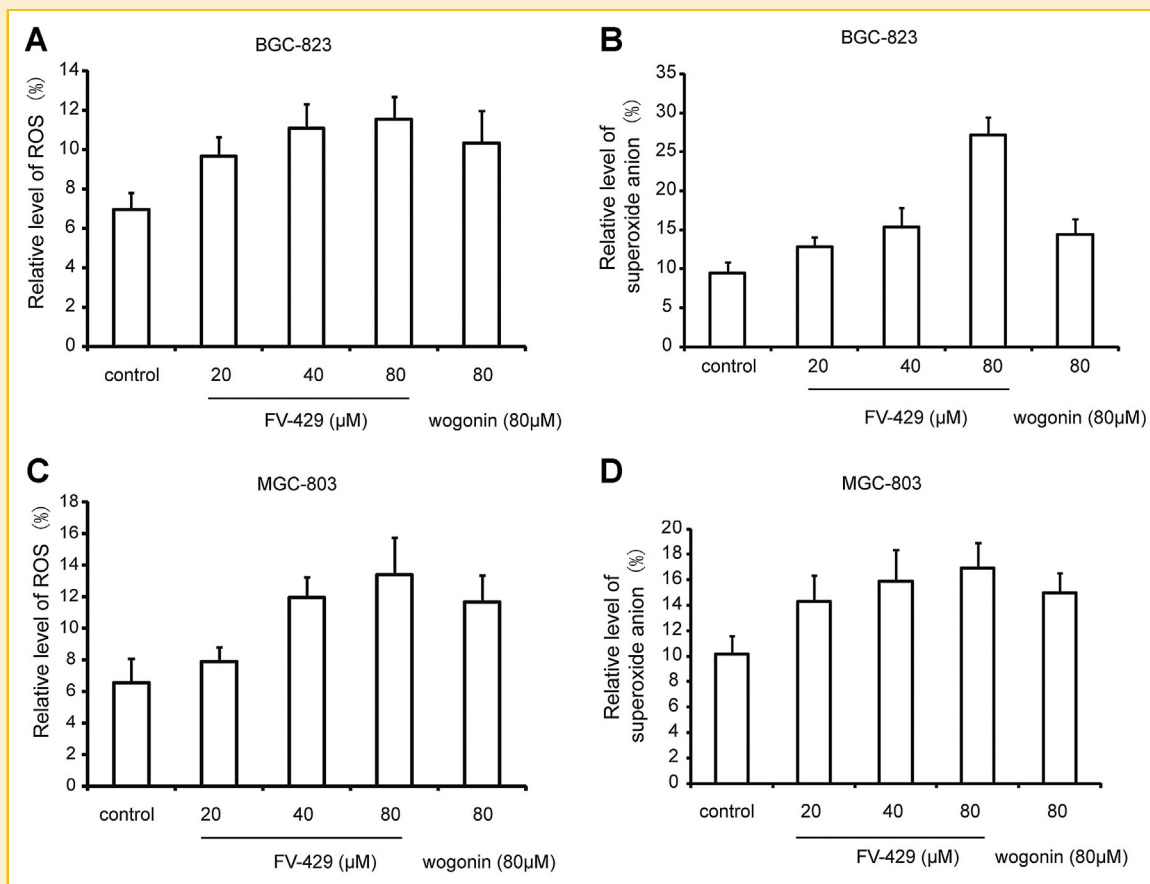 A
BGC-823
Relative level of ROS (%)
14
12
10
8
6
4
2
0
control 20 40 80 80
FV-429 (μM) wogonin (80μM)
B
BGC-823
Relative level of
superoxide anion (%)
35
30
25
20
15
10
5
0
control 20 40 80 80
FV-429 (μM) wogonin (80μM)
C
MGC-803
Relative level of ROS (%)
18
16
14
12
10
8
6
4
2
0
control 20 40 80 80
FV-429 (μM) wogonin (80μM)
D
MGC-803
Relative level of
superoxide anion (%)
20
18
16
14
12
10
8
6
4
2
0
control 20 40 80 80
FV-429 (μM) wogonin (80μM)